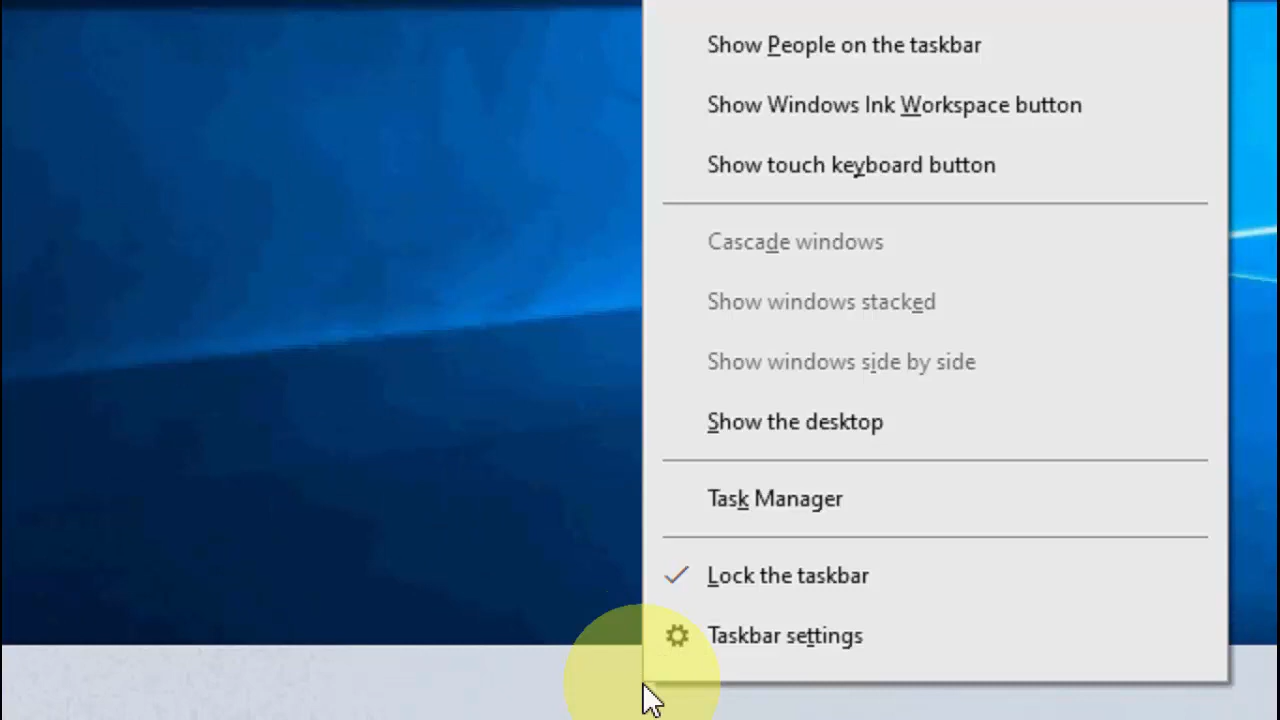 Show People on the taskbar
Show Windows Ink Workspace button
Show touch keyboard button
Cascade windows
Show windows stacked
Show windows side by side
Show the desktop
Task Manager
Lock the taskbar
Taskbar settings